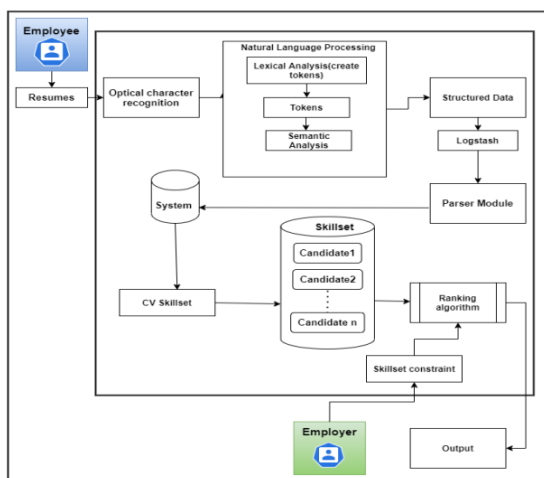 Employee
Resumes
Optical character
recognition
Natural Language Processing
Lexical Analysis(create
tokens)
Tokens
Semantic
Analysis
Structured Data
Logstash
Parser Module
System
CV Skillset
Skillset
Candidate1
Candidate2
Candidate n
Ranking
algorithm
Skillset constraint
Employer
Output